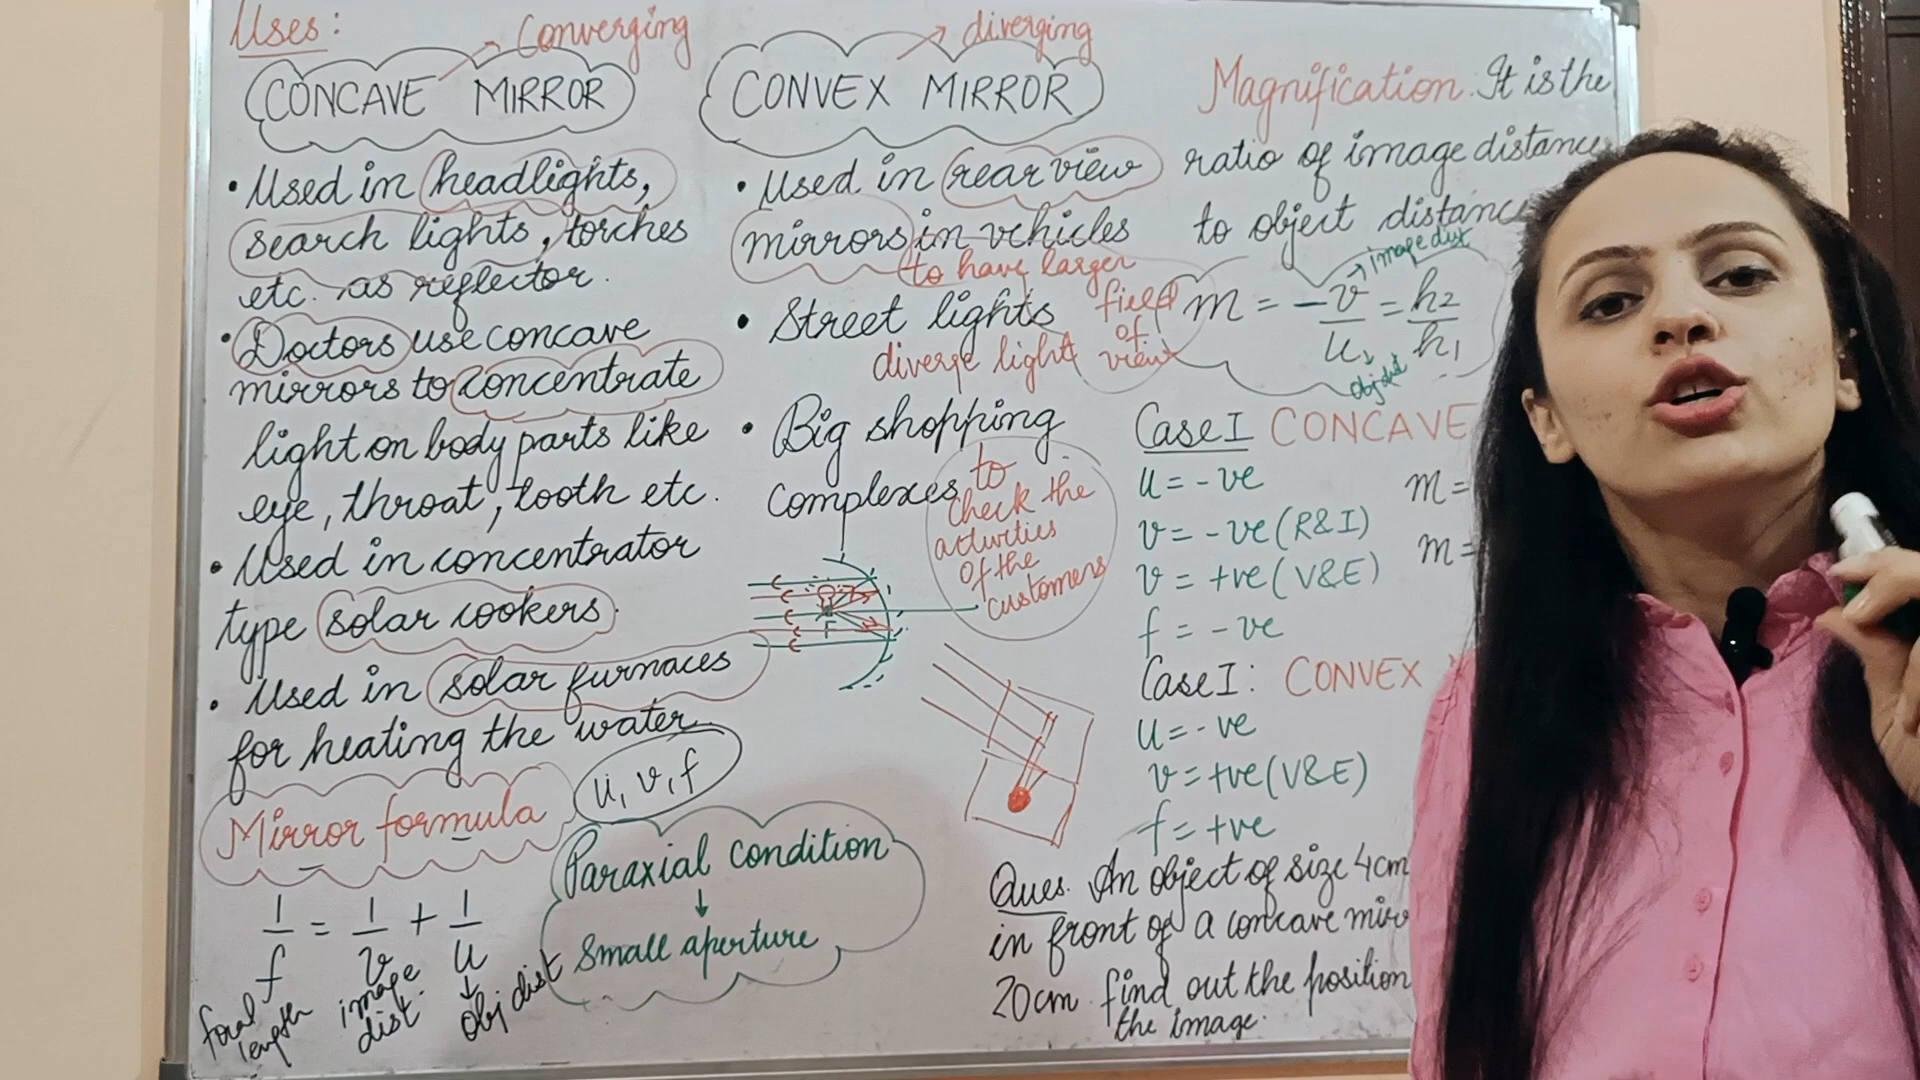 Uses:
Converging
CONCAVE MIRROR
• Used in headlights,
search lights, torches
etc. as reflector.
• Doctors use concave
mirrors to concentrate
light on body parts like
eye, throat, tooth etc.
• Used in concentrator
type solar cookers.
• Used in solar furnaces
for heating the water
u, v, f
Mirror formula
1/f = 1/v + 1/u
focal length
image dist.
obj dist
Paraxial condition
↓
Small aperture
diverging
CONVEX MIRROR
• Used in rear view
mirrors in vehicles
to have larger
field of view
• Street lights
diverge light
• Big shopping
complexes
to
check the
activities
of the
customers
F
Magnification. It is the
ratio of image distance
to object distance
m = -v/u = h2/h1
image dist
obj dist
Case I CONCAVE
u = -ve
v = -ve (R&I)
v = +ve (V&E)
f = -ve
m =
m =
Case I: CONVEX
u = -ve
v = +ve (V&E)
f = +ve
Ques. An object of size 4cm
in front of a concave mirr
20cm. find out the position
the image.